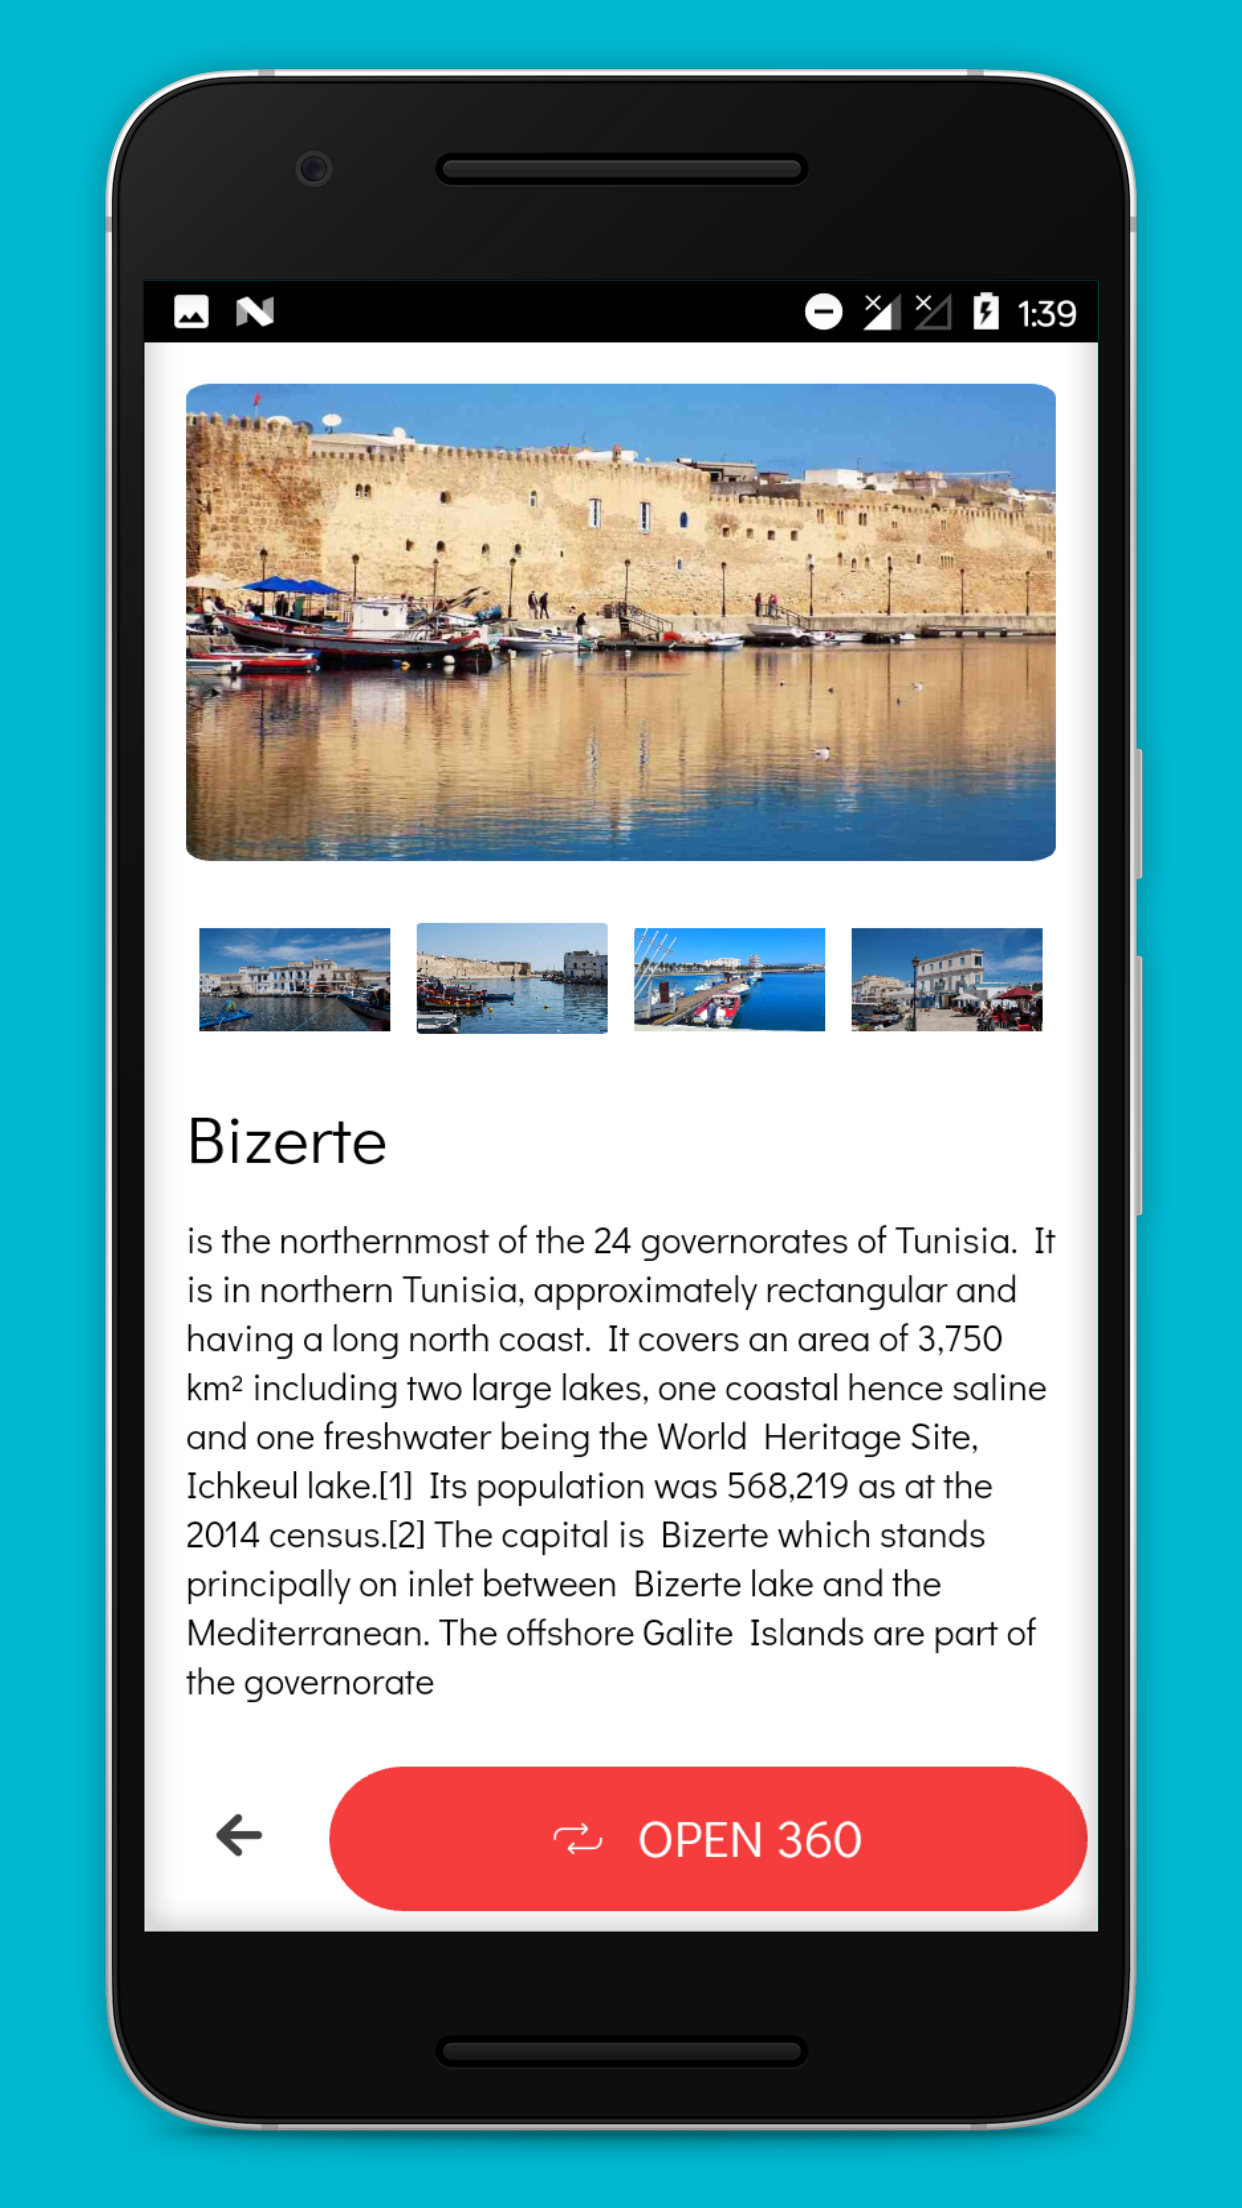 1:39
Bizerte
is the northernmost of the 24 governorates of Tunisia. It
is in northern Tunisia, approximately rectangular and
having a long north coast. It covers an area of 3,750
km² including two large lakes, one coastal hence saline
and one freshwater being the World Heritage Site,
Ichkeul lake.[1] Its population was 568,219 as at the
2014 census.[2] The capital is Bizerte which stands
principally on inlet between Bizerte lake and the
Mediterranean. The offshore Galite Islands are part of
the governorate
OPEN 360